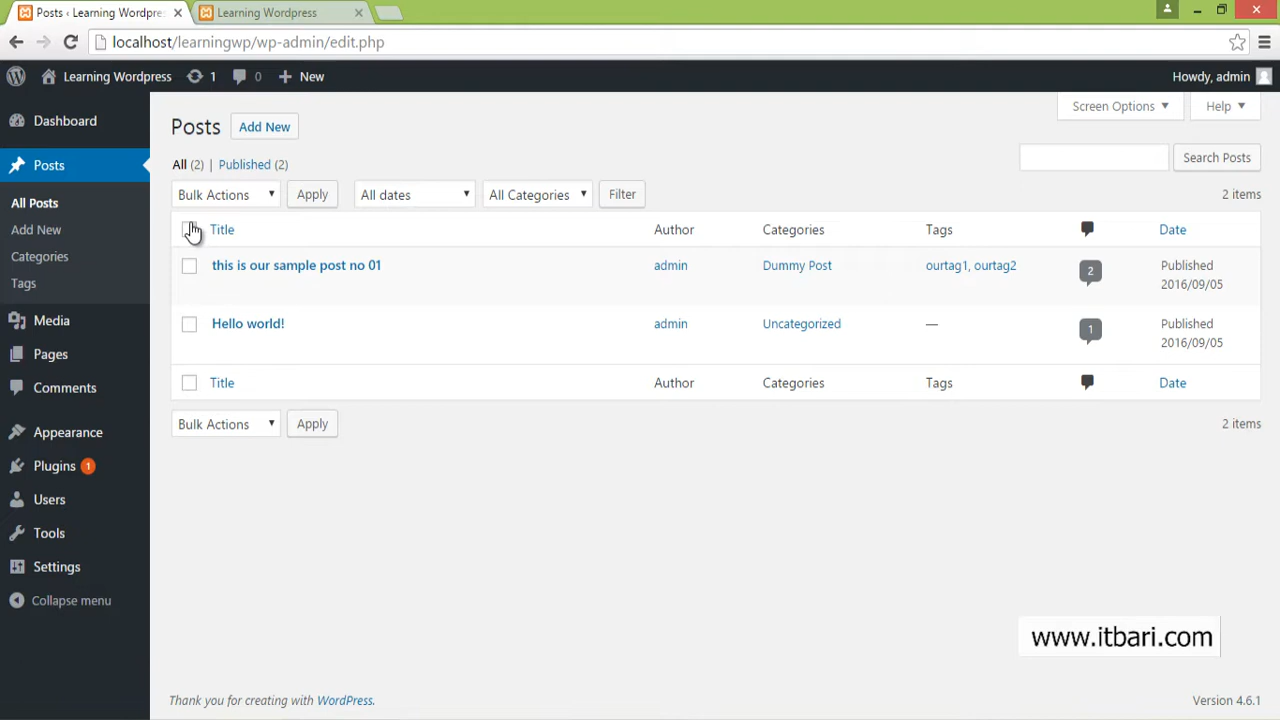 Posts ‹ Learning Wordpres
Learning Wordpress
localhost/learningwp/wp-admin/edit.php
Learning Wordpress 1 0 New
Howdy, admin
Dashboard
Posts
All Posts
Add New
Categories
Tags
Media
Pages
Comments
Appearance
Plugins 1
Users
Tools
Settings
Collapse menu
Screen Options ▼ Help ▼
Posts Add New
All (2) | Published (2)
Search Posts
Bulk Actions ▼ Apply All dates ▼ All Categories ▼ Filter 2 items
Title Author Categories Tags Date
this is our sample post no 01 admin Dummy Post ourtag1, ourtag2 2 Published
2016/09/05
Hello world! admin Uncategorized — 1 Published
2016/09/05
Title Author Categories Tags Date
Bulk Actions ▼ Apply 2 items
www.itbari.com
Thank you for creating with WordPress. Version 4.6.1